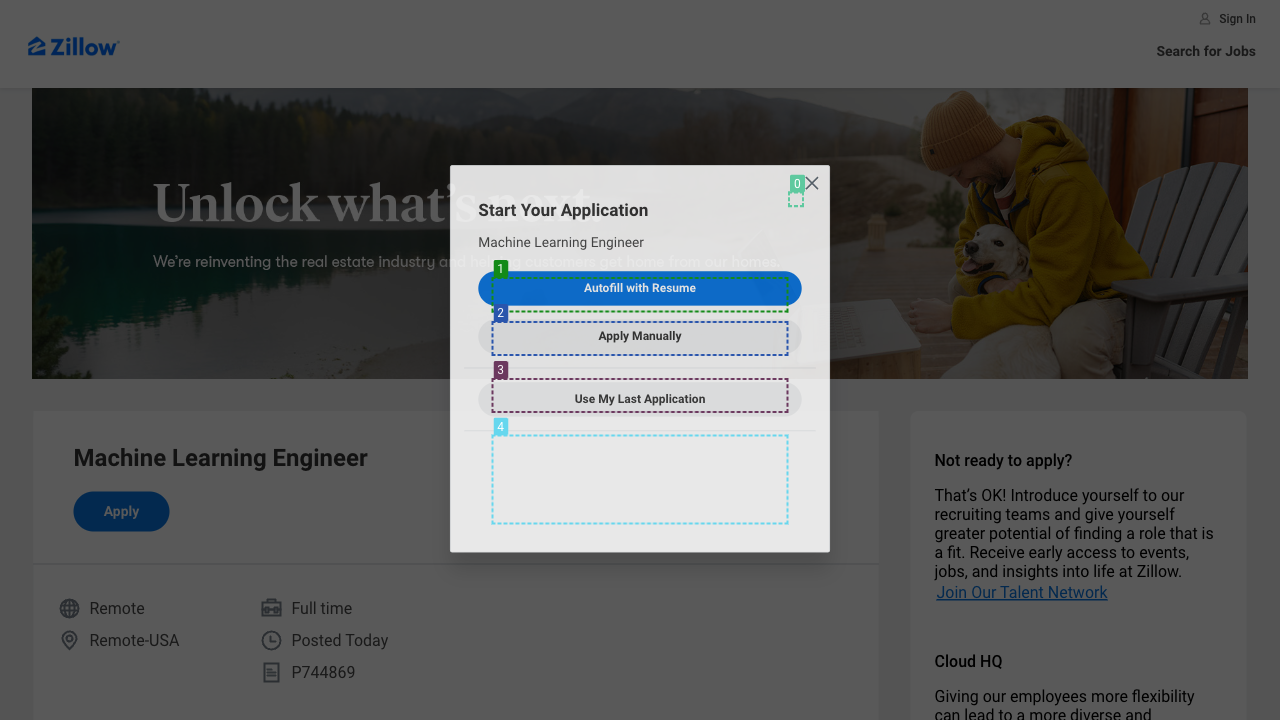 Sign In
Zillow
Search for Jobs
Unlock what's next
We're reinventing the real estate industry and helping customers get home from our homes.
0
Start Your Application
Machine Learning Engineer
1
Autofill with Resume
2
Apply Manually
3
Use My Last Application
4
Machine Learning Engineer
Apply
Remote
Full time
Remote-USA
Posted Today
P744869
Not ready to apply?
That's OK! Introduce yourself to our
recruiting teams and give yourself
greater potential of finding a role that is
a fit. Receive early access to events,
jobs, and insights into life at Zillow.
Join Our Talent Network
Cloud HQ
Giving our employees more flexibility
can lead to a more diverse and